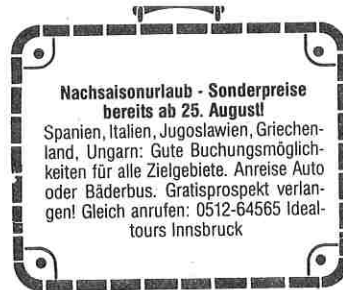 Nachsaisonurlaub - Sonderpreise
bereits ab 25. August!
Spanien, Italien, Jugoslawien, Griechen-
land, Ungarn: Gute Buchungsmöglich-
keiten für alle Zielgebiete. Anreise Auto
oder Bäderbus. Gratisprospekt verlan-
gen! Gleich anrufen: 0512-64565 Ideal-
tours Innsbruck